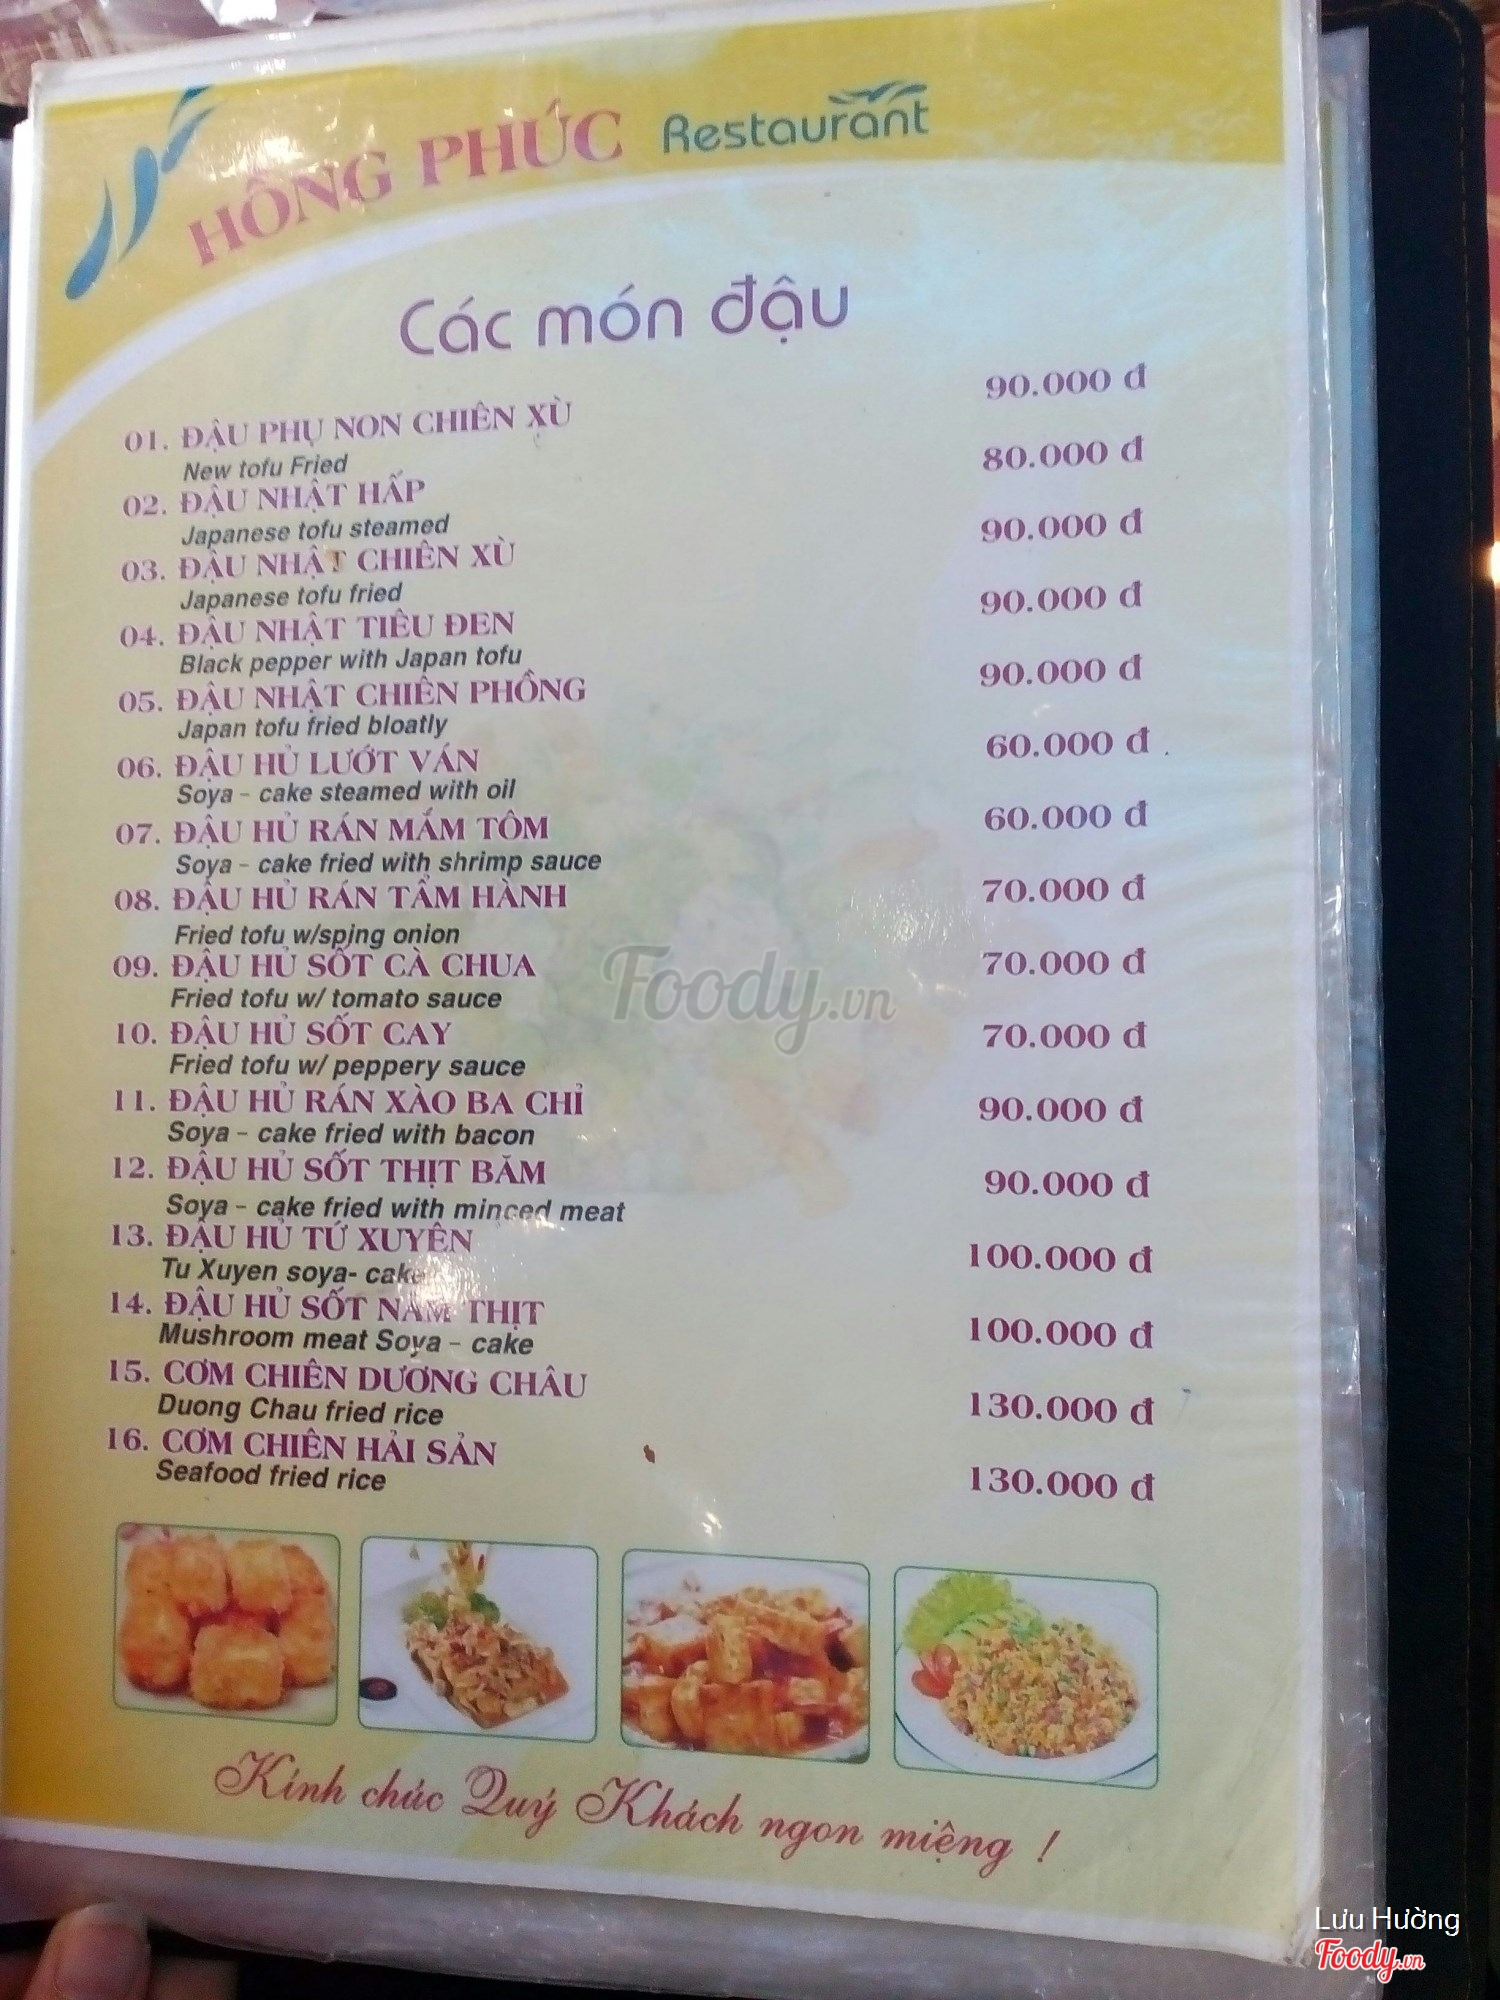 HỒNG PHÚC Restaurant
Các món đậu
01. ĐẬU PHỤ NON CHIÊN XÙ 90.000 đ
New tofu Fried
02. ĐẬU NHẬT HẤP 80.000 đ
Japanese tofu steamed
03. ĐẬU NHẬT CHIÊN XÙ 90.000 đ
Japanese tofu fried
04. ĐẬU NHẬT TIÊU ĐEN 90.000 đ
Black pepper with Japan tofu
05. ĐẬU NHẬT CHIÊN PHỒNG 90.000 đ
Japan tofu fried bloatly
06. ĐẬU HỦ LƯỚT VÁN 60.000 đ
Soya - cake steamed with oil
07. ĐẬU HỦ RÁN MẮM TÔM 60.000 đ
Soya - cake fried with shrimp sauce
08. ĐẬU HỦ RÁN TẨM HÀNH 70.000 đ
Fried tofu w/sping onion
09. ĐẬU HỦ SỐT CÀ CHUA 70.000 đ
Fried tofu w/ tomato sauce
10. ĐẬU HỦ SỐT CAY 70.000 đ
Fried tofu w/ peppery sauce
11. ĐẬU HỦ RÁN XÀO BA CHỈ 90.000 đ
Soya - cake fried with bacon
12. ĐẬU HỦ SỐT THỊT BĂM 90.000 đ
Soya - cake fried with minced meat
13. ĐẬU HỦ TỨ XUYÊN 100.000 đ
Tu Xuyen soya- cake
14. ĐẬU HỦ SỐT NẤM THỊT 100.000 đ
Mushroom meat Soya - cake
15. CƠM CHIÊN DƯƠNG CHÂU 130.000 đ
Duong Chau fried rice
16. CƠM CHIÊN HẢI SẢN 130.000 đ
Seafood fried rice
Foody.vn
Kính chúc Quý Khách ngon miệng !
Lưu Hường
Foody.vn